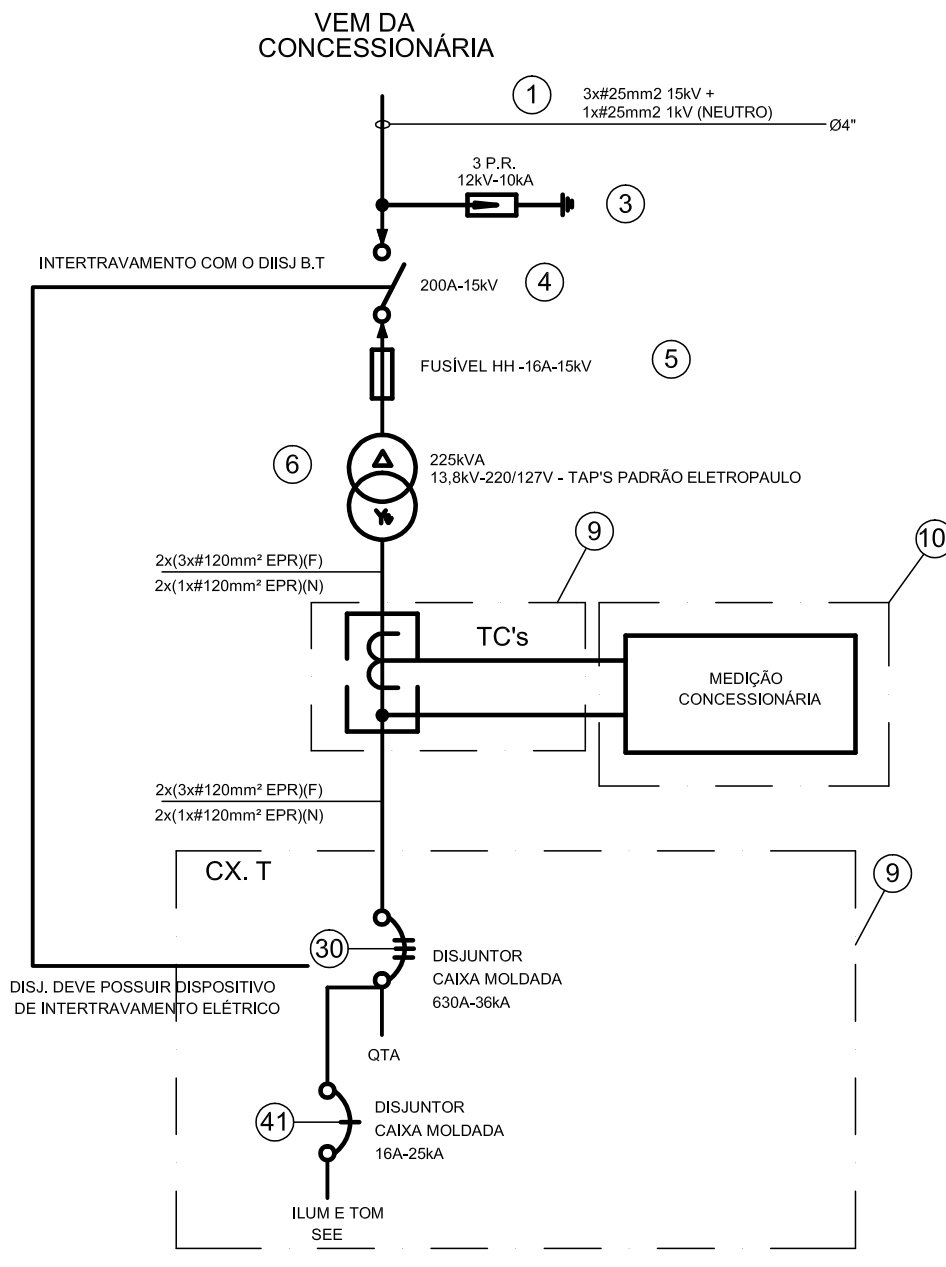 VEM DA
CONCESSIONÁRIA
1
3x#25mm2 15kV +
1x#25mm2 1kV (NEUTRO)
Ø4"
3 P.R.
12kV-10kA
3
INTERTRAVAMENTO COM O DIISJ B.T
200A-15kV
4
FUSÍVEL HH -16A-15kV
5
6
225kVA
13,8kV-220/127V - TAP'S PADRÃO ELETROPAULO
9
10
2x(3x#120mm² EPR)(F)
2x(1x#120mm² EPR)(N)
TC's
MEDIÇÃO
CONCESSIONÁRIA
2x(3x#120mm² EPR)(F)
2x(1x#120mm² EPR)(N)
CX. T
9
30
DISJUNTOR
CAIXA MOLDADA
630A-36kA
DISJ. DEVE POSSUIR DISPOSITIVO
DE INTERTRAVAMENTO ELÉTRICO
QTA
41
DISJUNTOR
CAIXA MOLDADA
16A-25kA
ILUM E TOM
SEE